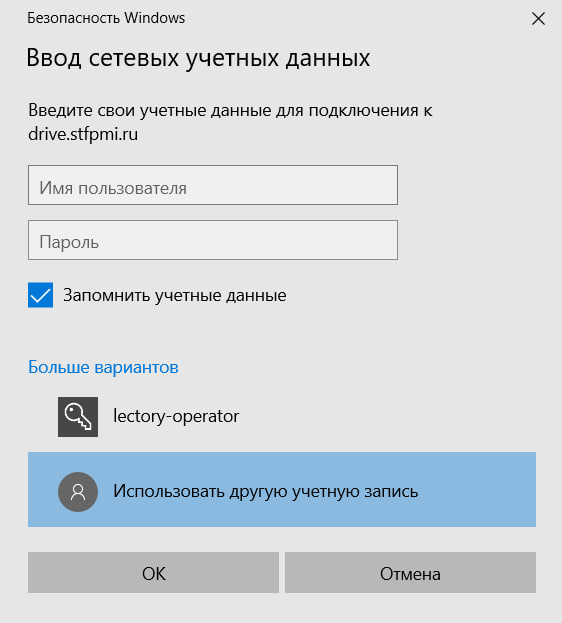 Безопасность Windows
Ввод сетевых учетных данных
Введите свои учетные данные для подключения к
drive.stfpmi.ru
Имя пользователя
Пароль
Запомнить учетные данные
Больше вариантов
lectory-operator
Использовать другую учетную запись
ОК
Отмена